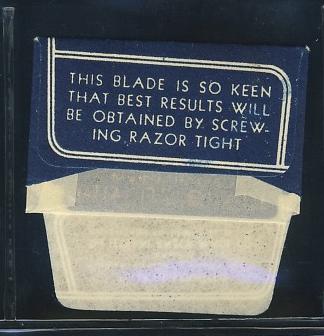 THIS BLADE IS SO KEEN
THAT BEST RESULTS WILL
BE OBTAINED BY SCREW-
ING RAZOR TIGHT